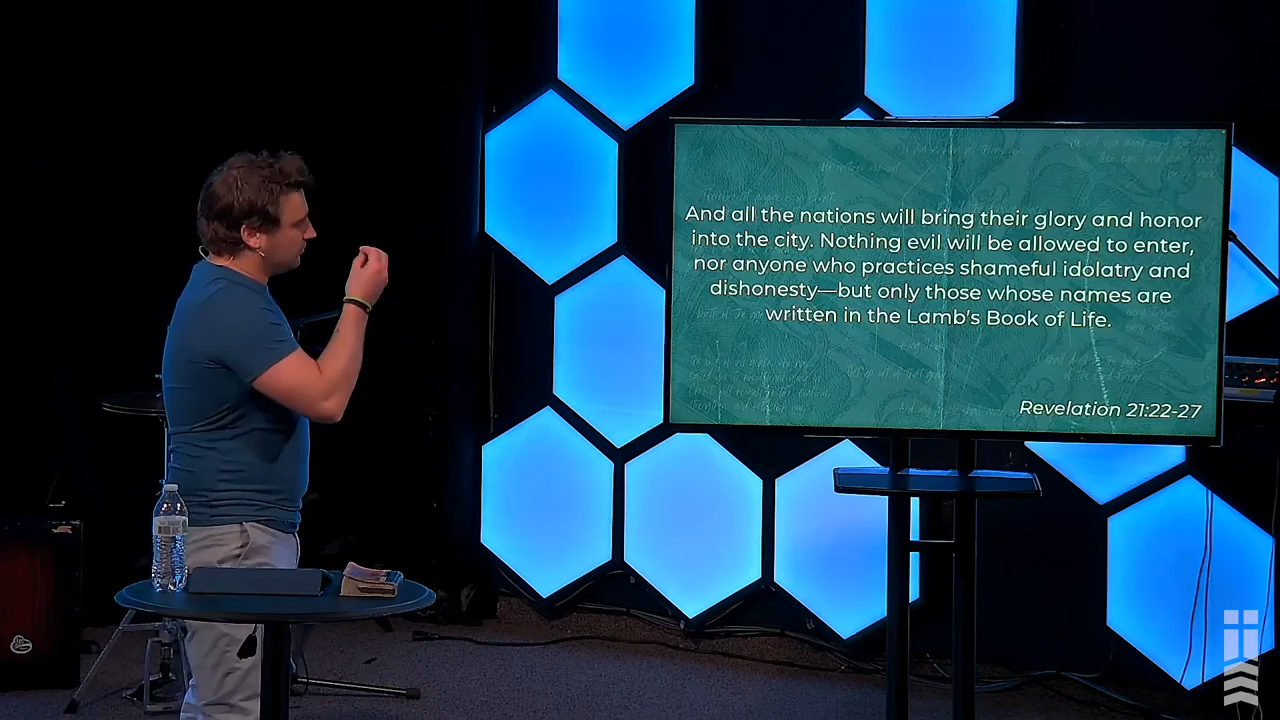 And all the nations will bring their glory and honor
into the city. Nothing evil will be allowed to enter,
nor anyone who practices shameful idolatry and
dishonesty—but only those whose names are
written in the Lamb's Book of Life.
Revelation 21:22-27